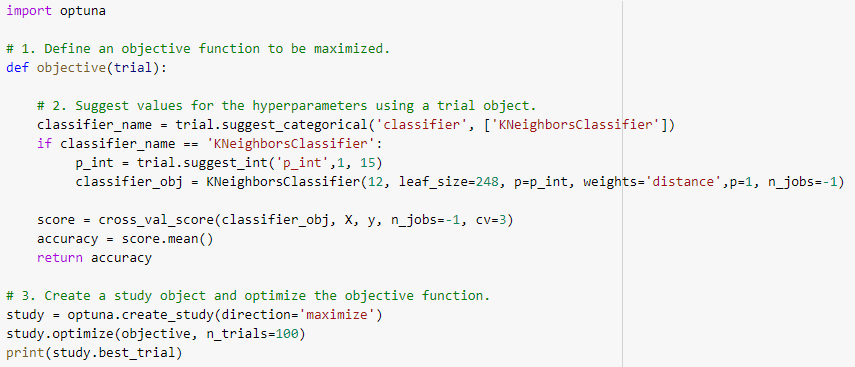 import optuna
# 1. Define an objective function to be maximized.
def objective(trial):
# 2. Suggest values for the hyperparameters using a trial object.
classifier_name = trial.suggest_categorical('classifier', ['KNeighborsClassifier'])
if classifier_name == 'KNeighborsClassifier':
p_int = trial.suggest_int('p_int',1, 15)
classifier_obj = KNeighborsClassifier(12, leaf_size=248, p=p_int, weights='distance',p=1, n_jobs=-1)
score = cross_val_score(classifier_obj, X, y, n_jobs=-1, cv=3)
accuracy = score.mean()
return accuracy
# 3. Create a study object and optimize the objective function.
study = optuna.create_study(direction='maximize')
study.optimize(objective, n_trials=100)
print(study.best_trial)